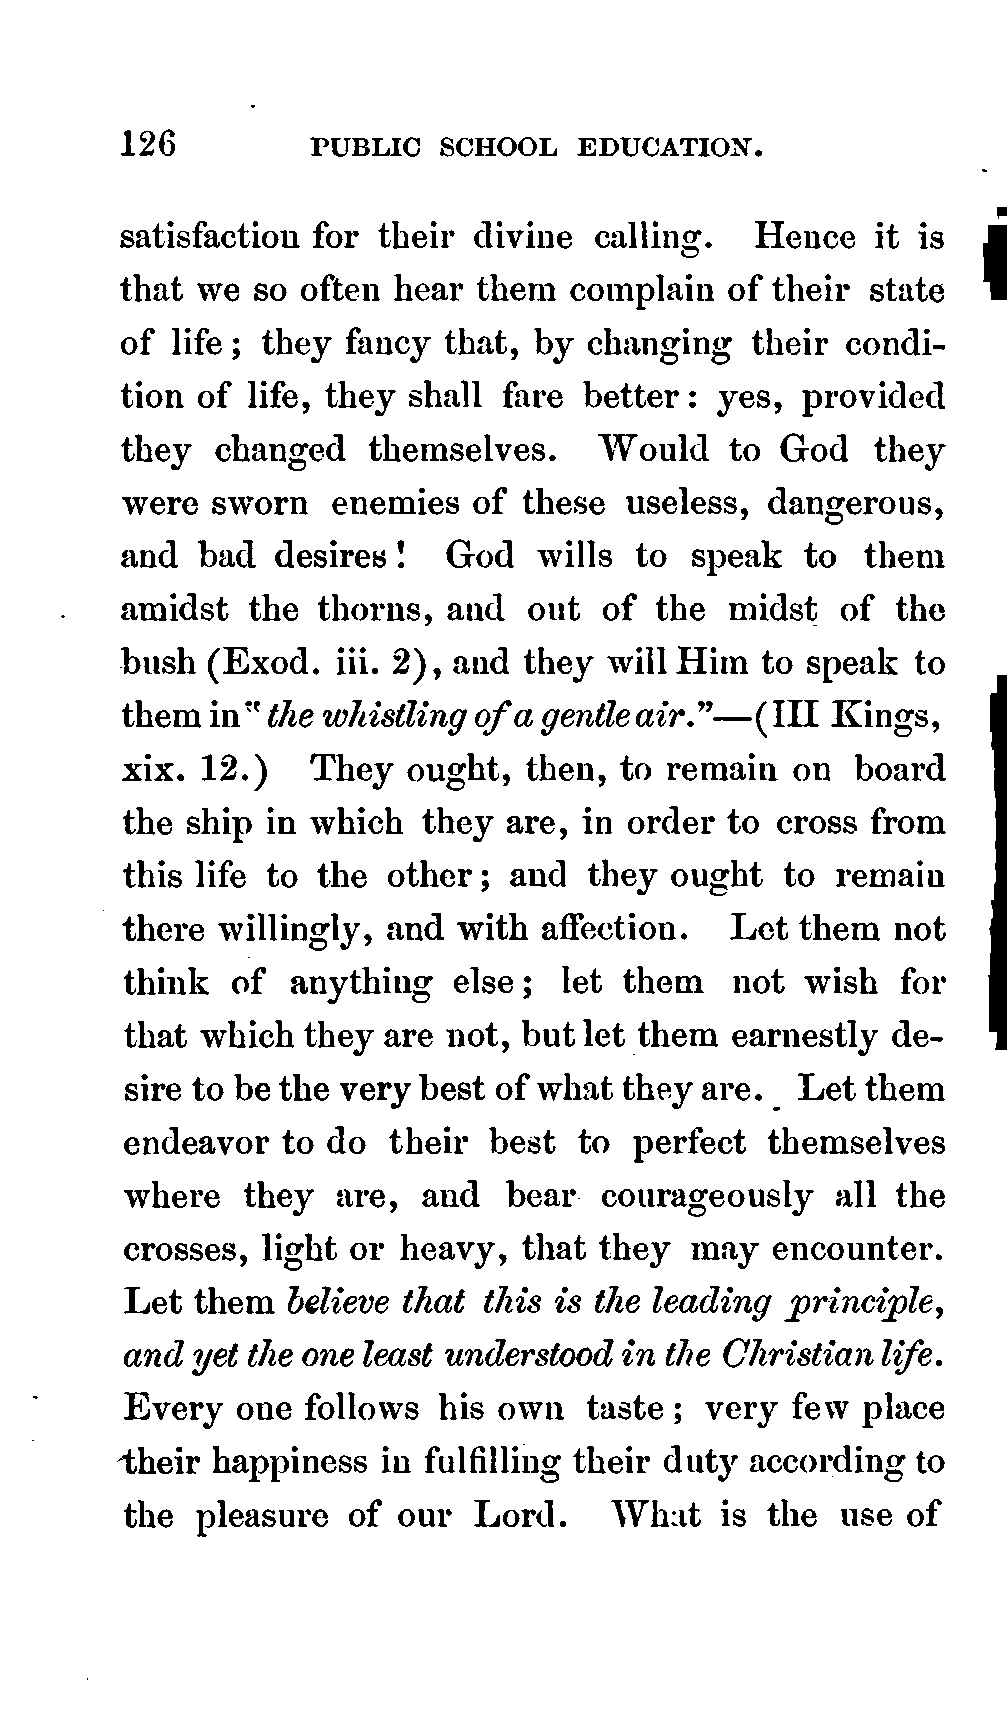 126 PUBLIC SCHOOL EDUCATION.
satisfaction for their divine calling. Hence it is
that we so often hear them complain of their state
of life; they fancy that, by changing their condi-
tion of life, they shall fare better: yes, provided
they changed themselves. Would to God they
were sworn enemies of these useless, dangerous,
and bad desires! God wills to speak to them
amidst the thorns, and out of the midst of the
bush (Exod. iii. 2), and they will Him to speak to
them in "the whistling of a gentle air."—(III Kings,
xix. 12.) They ought, then, to remain on board
the ship in which they are, in order to cross from
this life to the other; and they ought to remain
there willingly, and with affection. Let them not
think of anything else; let them not wish for
that which they are not, but let them earnestly de-
sire to be the very best of what they are. Let them
endeavor to do their best to perfect themselves
where they are, and bear courageously all the
crosses, light or heavy, that they may encounter.
Let them believe that this is the leading principle,
and yet the one least understood in the Christian life.
Every one follows his own taste; very few place
their happiness in fulfilling their duty according to
the pleasure of our Lord. What is the use of